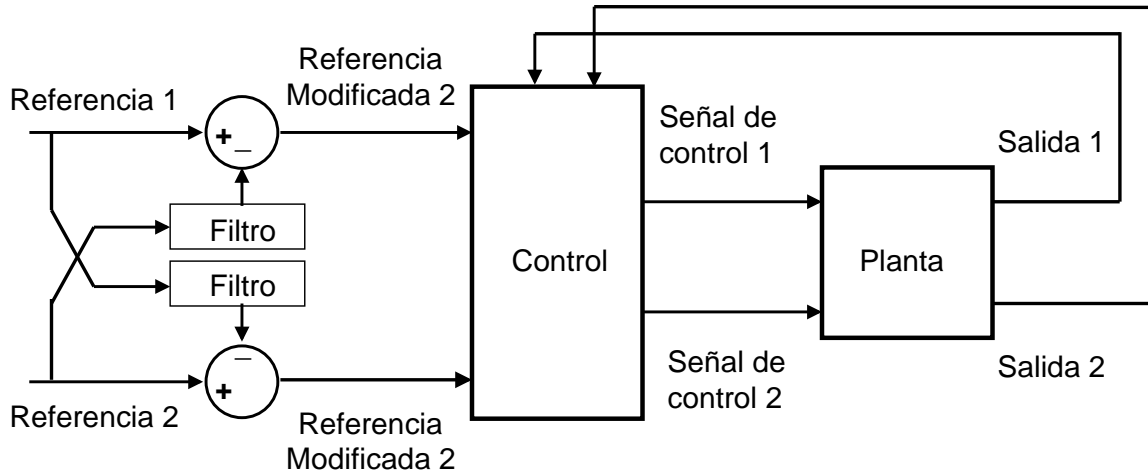 Referencia
Modificada 2
Referencia 1
+
–
Señal de
control 1
Salida 1
Filtro
Filtro
Control
Planta
–
+
Señal de
control 2
Salida 2
Referencia 2
Referencia
Modificada 2